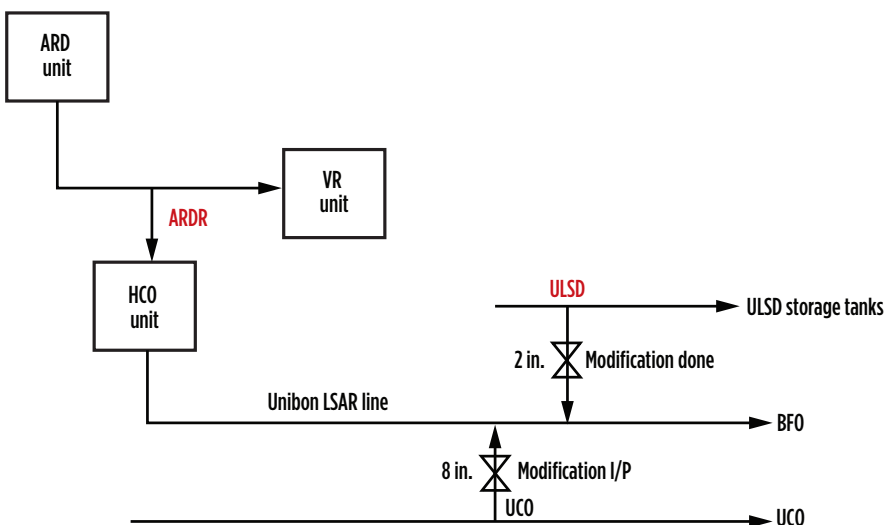 ARD
unit
VR
unit
ARDR
HCO
unit
ULSD
ULSD storage tanks
2 in.
Modification done
Unibon LSAR line
BFO
8 in.
Modification I/P
UCO
UCO